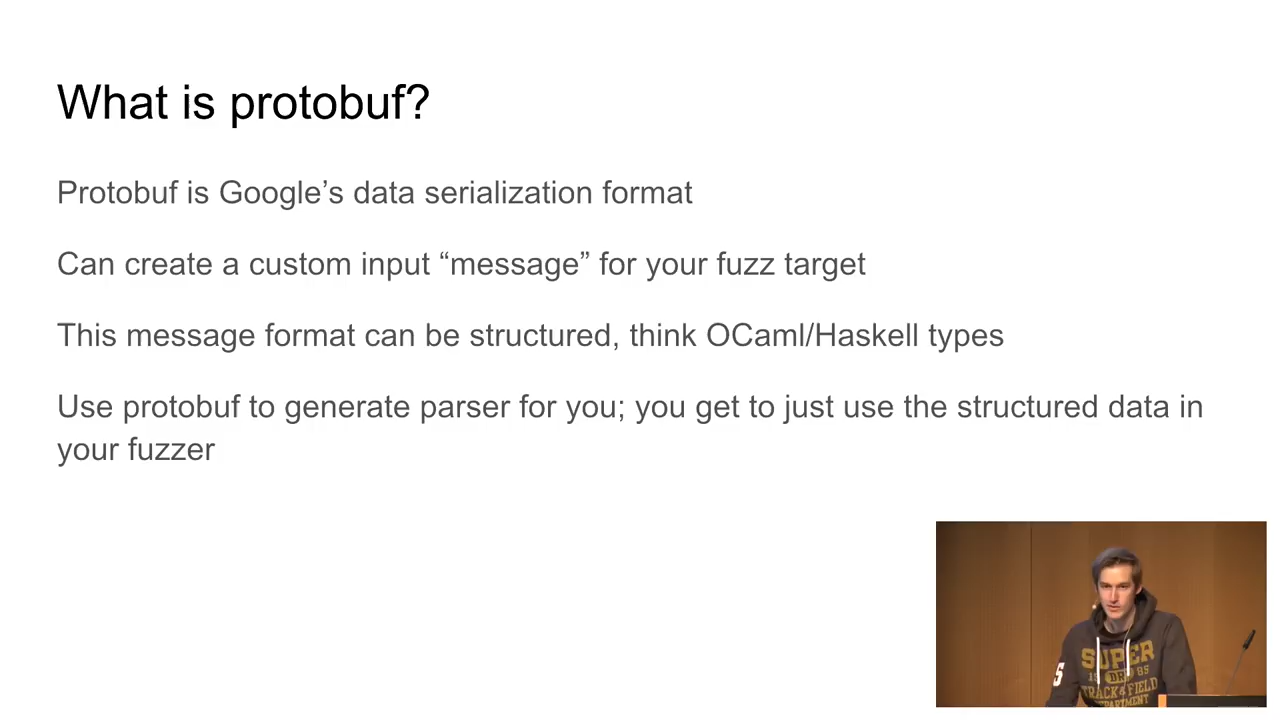 What is protobuf?
Protobuf is Google’s data serialization format
Can create a custom input “message” for your fuzz target
This message format can be structured, think OCaml/Haskell types
Use protobuf to generate parser for you; you get to just use the structured data in
your fuzzer
SUPER
85
TRACK & FIELD
DEPARTMENT